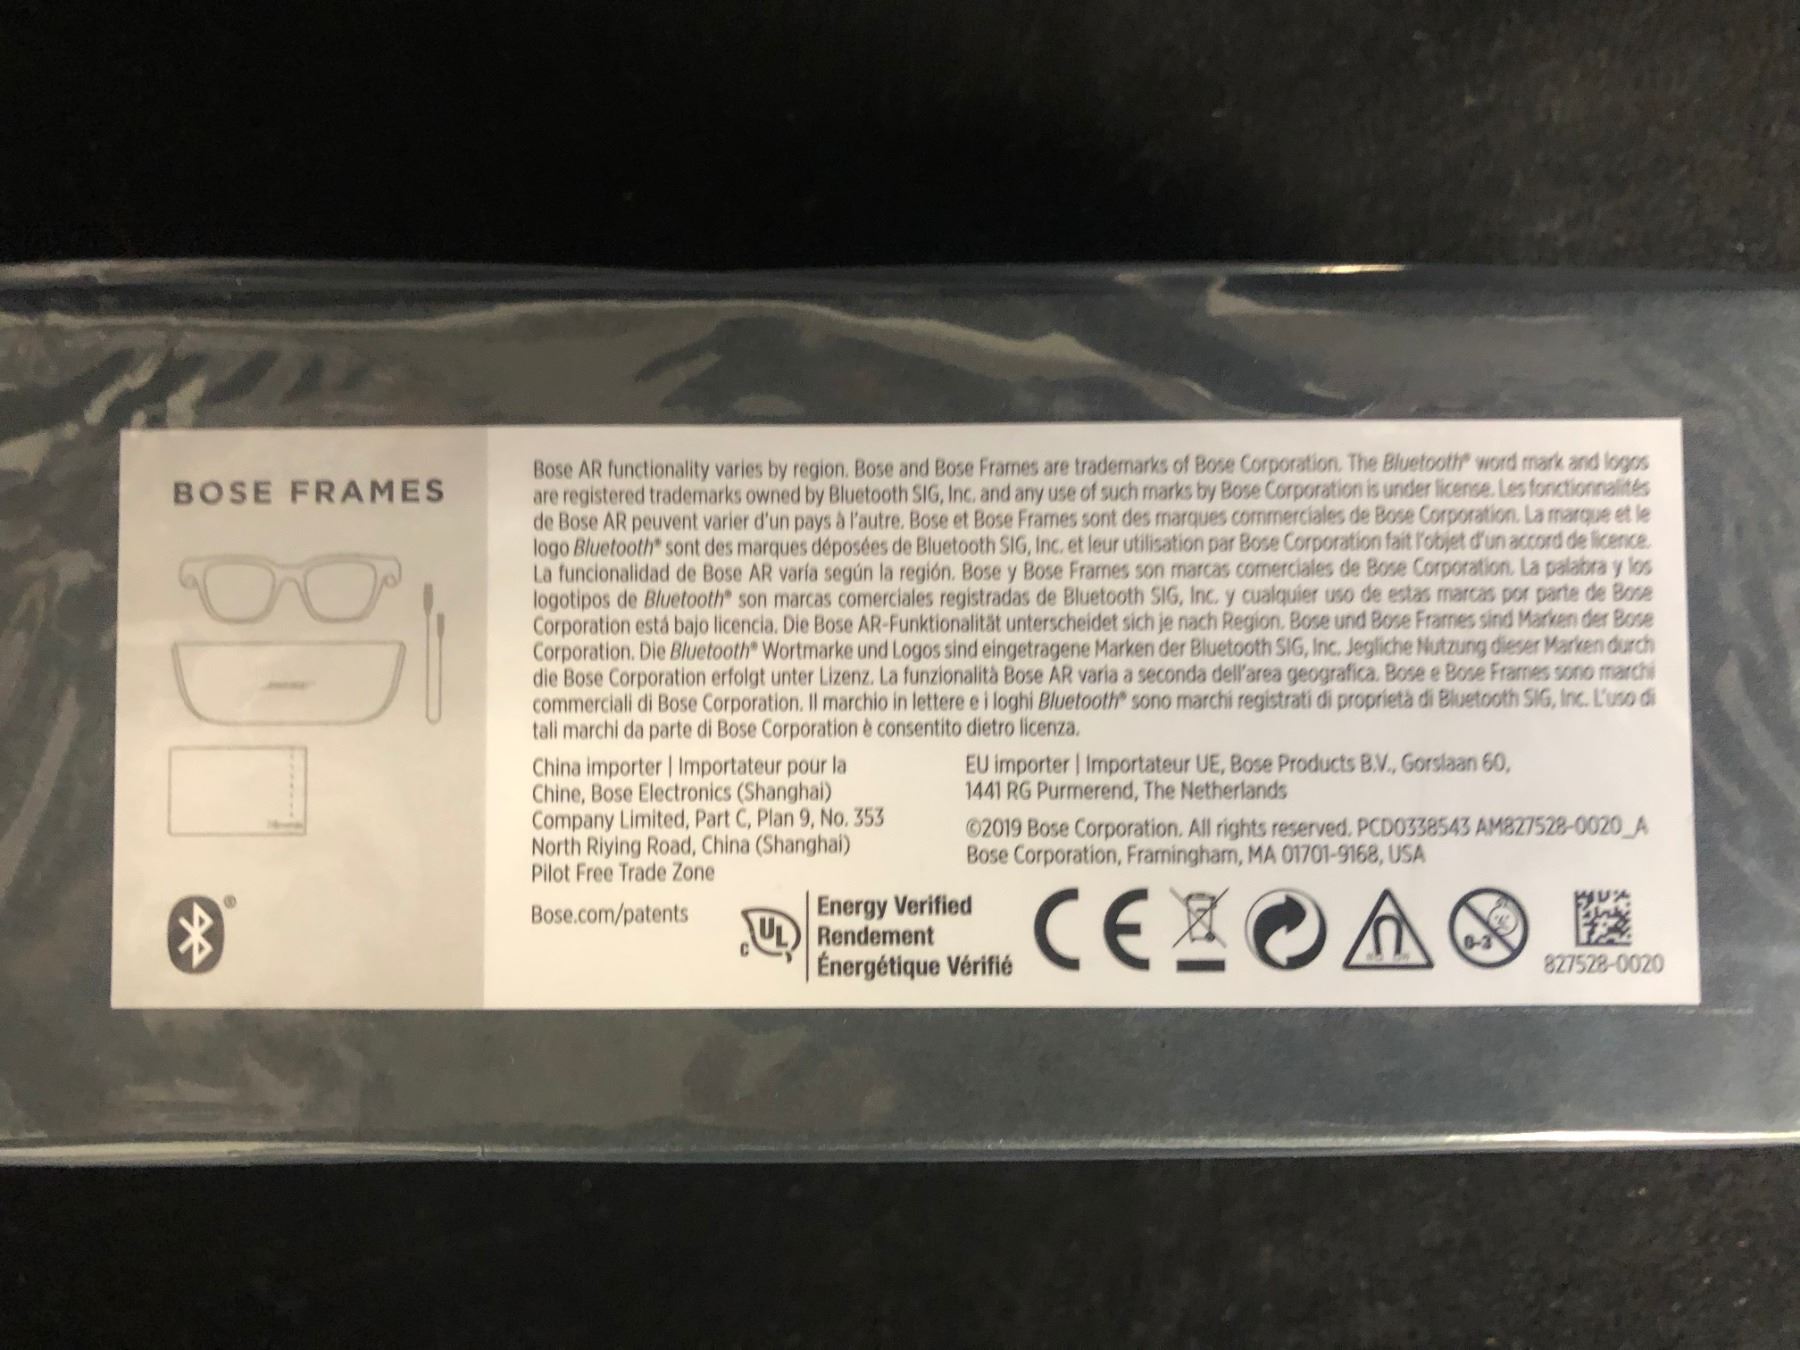 BOSE FRAMES
Bose AR functionality varies by region. Bose and Bose Frames are trademarks of Bose Corporation. The Bluetooth® word mark and logos
are registered trademarks owned by Bluetooth SIG, Inc. and any use of such marks by Bose Corporation is under license. Les fonctionnalités
de Bose AR peuvent varier d'un pays à l'autre. Bose et Bose Frames sont des marques commerciales de Bose Corporation. La marque et le
logo Bluetooth® sont des marques déposées de Bluetooth SIG, Inc. et leur utilisation par Bose Corporation fait l'objet d'un accord de licence.
La funcionalidad de Bose AR varía según la región. Bose y Bose Frames son marcas comerciales de Bose Corporation. La palabra y los
logotipos de Bluetooth® son marcas comerciales registradas de Bluetooth SIG, Inc. y cualquier uso de estas marcas por parte de Bose
Corporation está bajo licencia. Die Bose AR-Funktionalität unterscheidet sich je nach Region. Bose und Bose Frames sind Marken der Bose
Corporation. Die Bluetooth® Wortmarke und Logos sind eingetragene Marken der Bluetooth SIG, Inc. Jegliche Nutzung dieser Marken durch
die Bose Corporation erfolgt unter Lizenz. La funzionalità Bose AR varia a seconda dell'area geografica. Bose e Bose Frames sono marchi
commerciali di Bose Corporation. Il marchio in lettere e i loghi Bluetooth® sono marchi registrati di proprietà di Bluetooth SIG, Inc. L'uso di
tali marchi da parte di Bose Corporation è consentito dietro licenza.
China importer | Importateur pour la
Chine, Bose Electronics (Shanghai)
Company Limited, Part C, Plan 9, No. 353
North Riying Road, China (Shanghai)
Pilot Free Trade Zone
EU importer | Importateur UE, Bose Products B.V., Gorslaan 60,
1441 RG Purmerend, The Netherlands
©2019 Bose Corporation. All rights reserved. PCD0338543 AM827528-0020_A
Bose Corporation, Framingham, MA 01701-9168, USA
Bose.com/patents
c UL
Energy Verified
Rendement
Énergétique Vérifié
CE
0-3
827528-0020
®